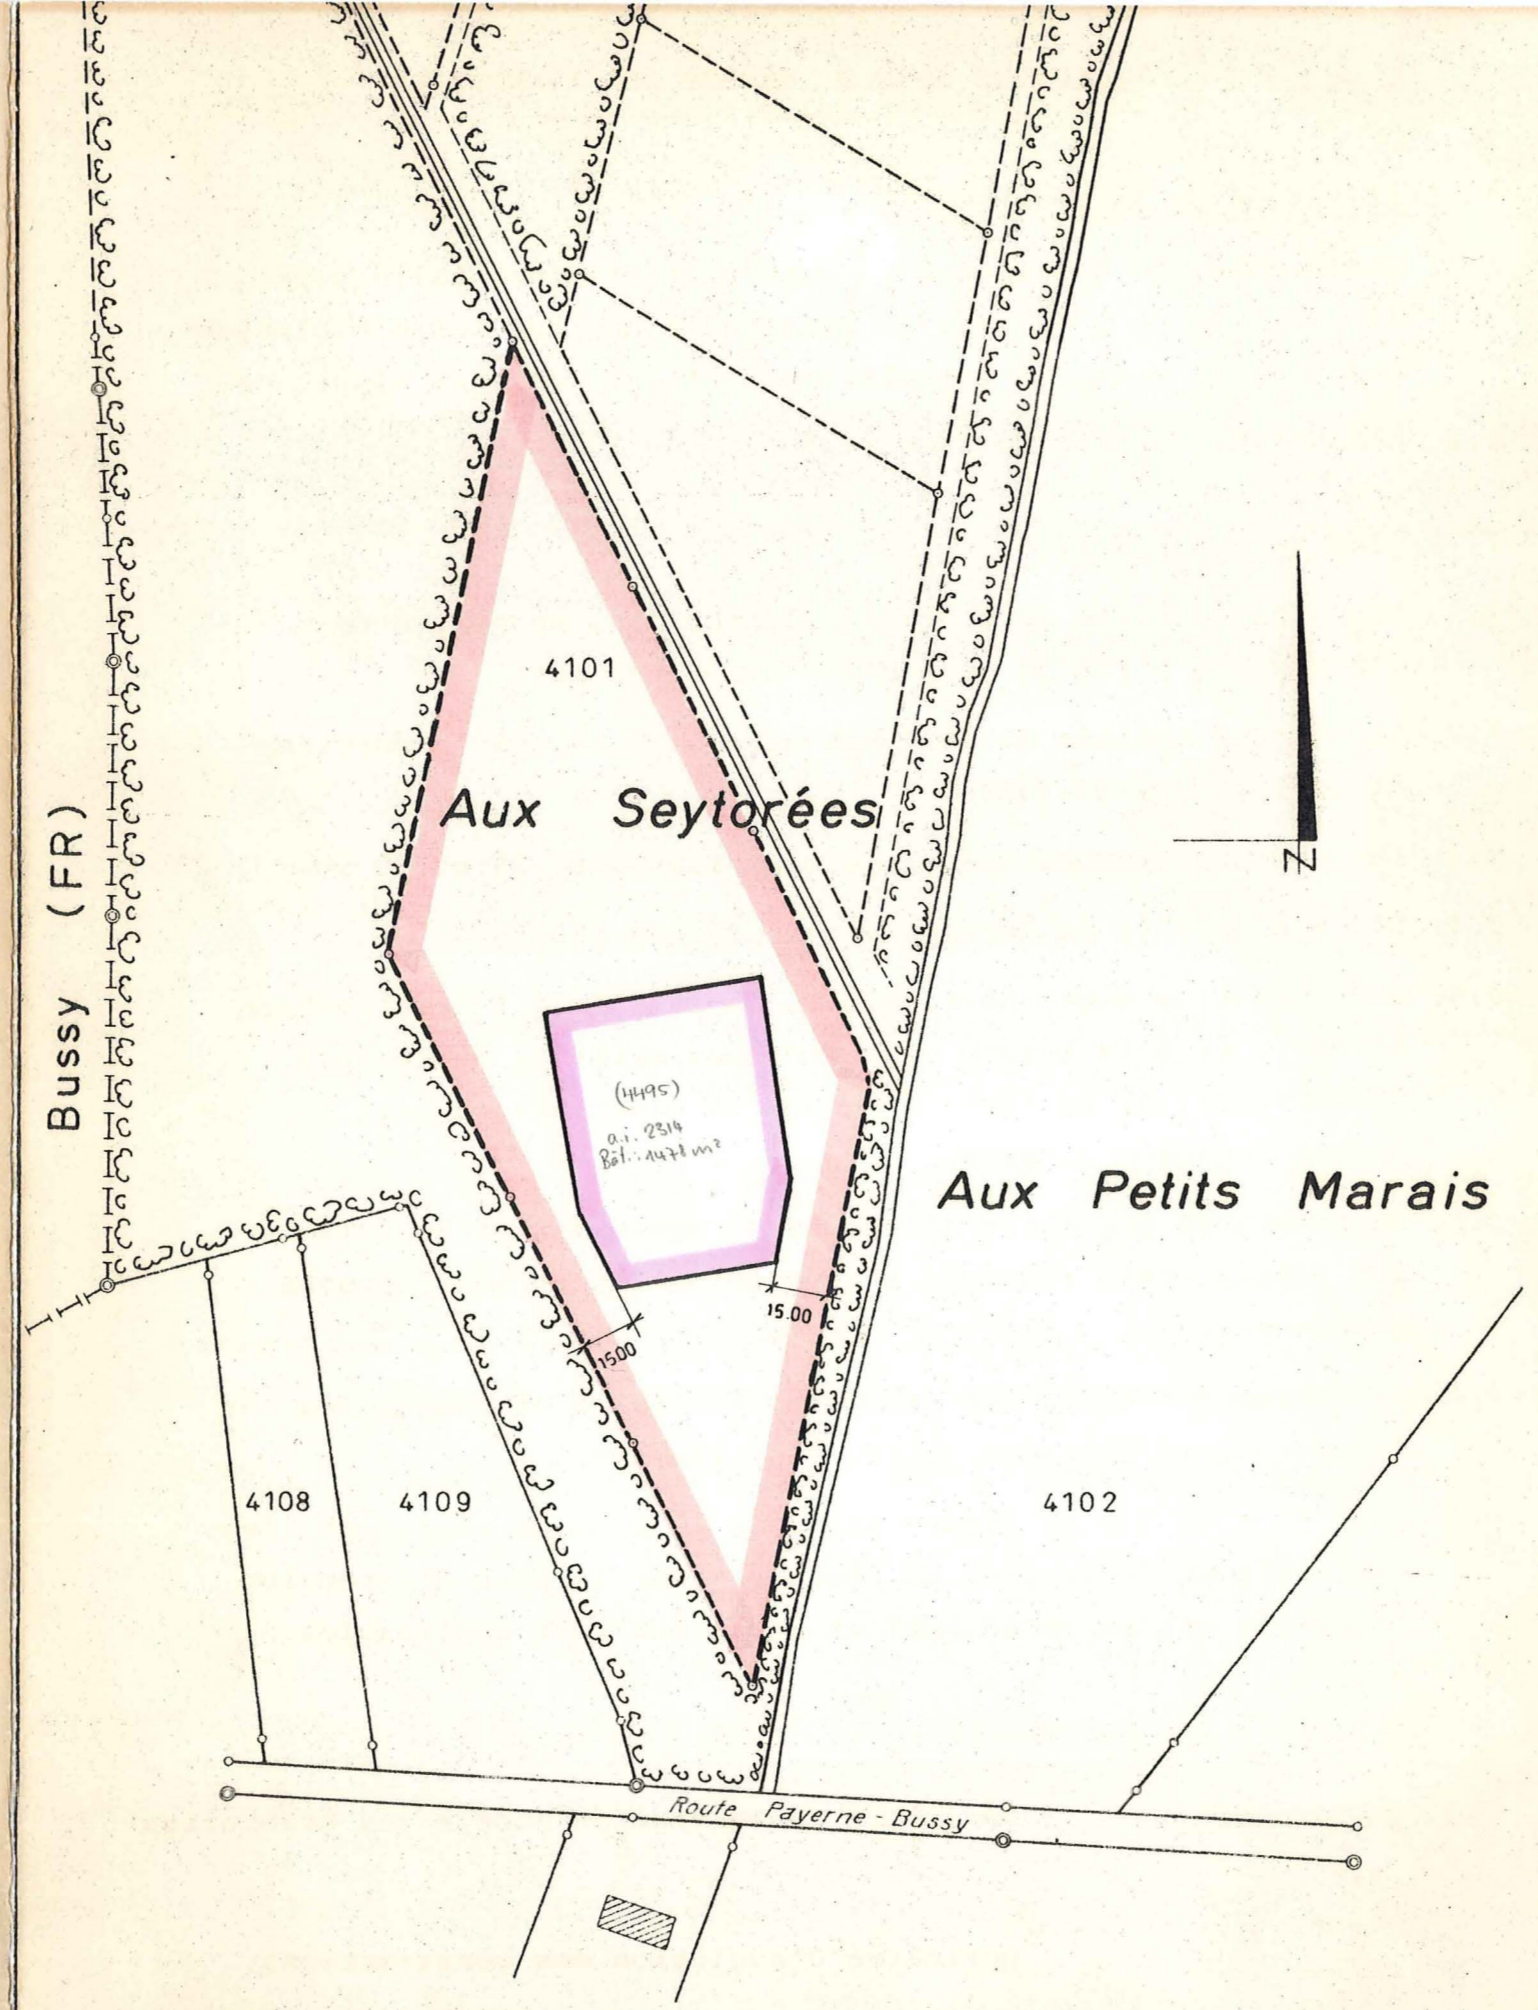 4101
Aux Seytorées
Bussy (FR)
N
(4495)
a.i. 2314
Bât.: 1478 m²
Aux Petits Marais
15.00
15.00
4108
4109
4102
Route Payerne - Bussy